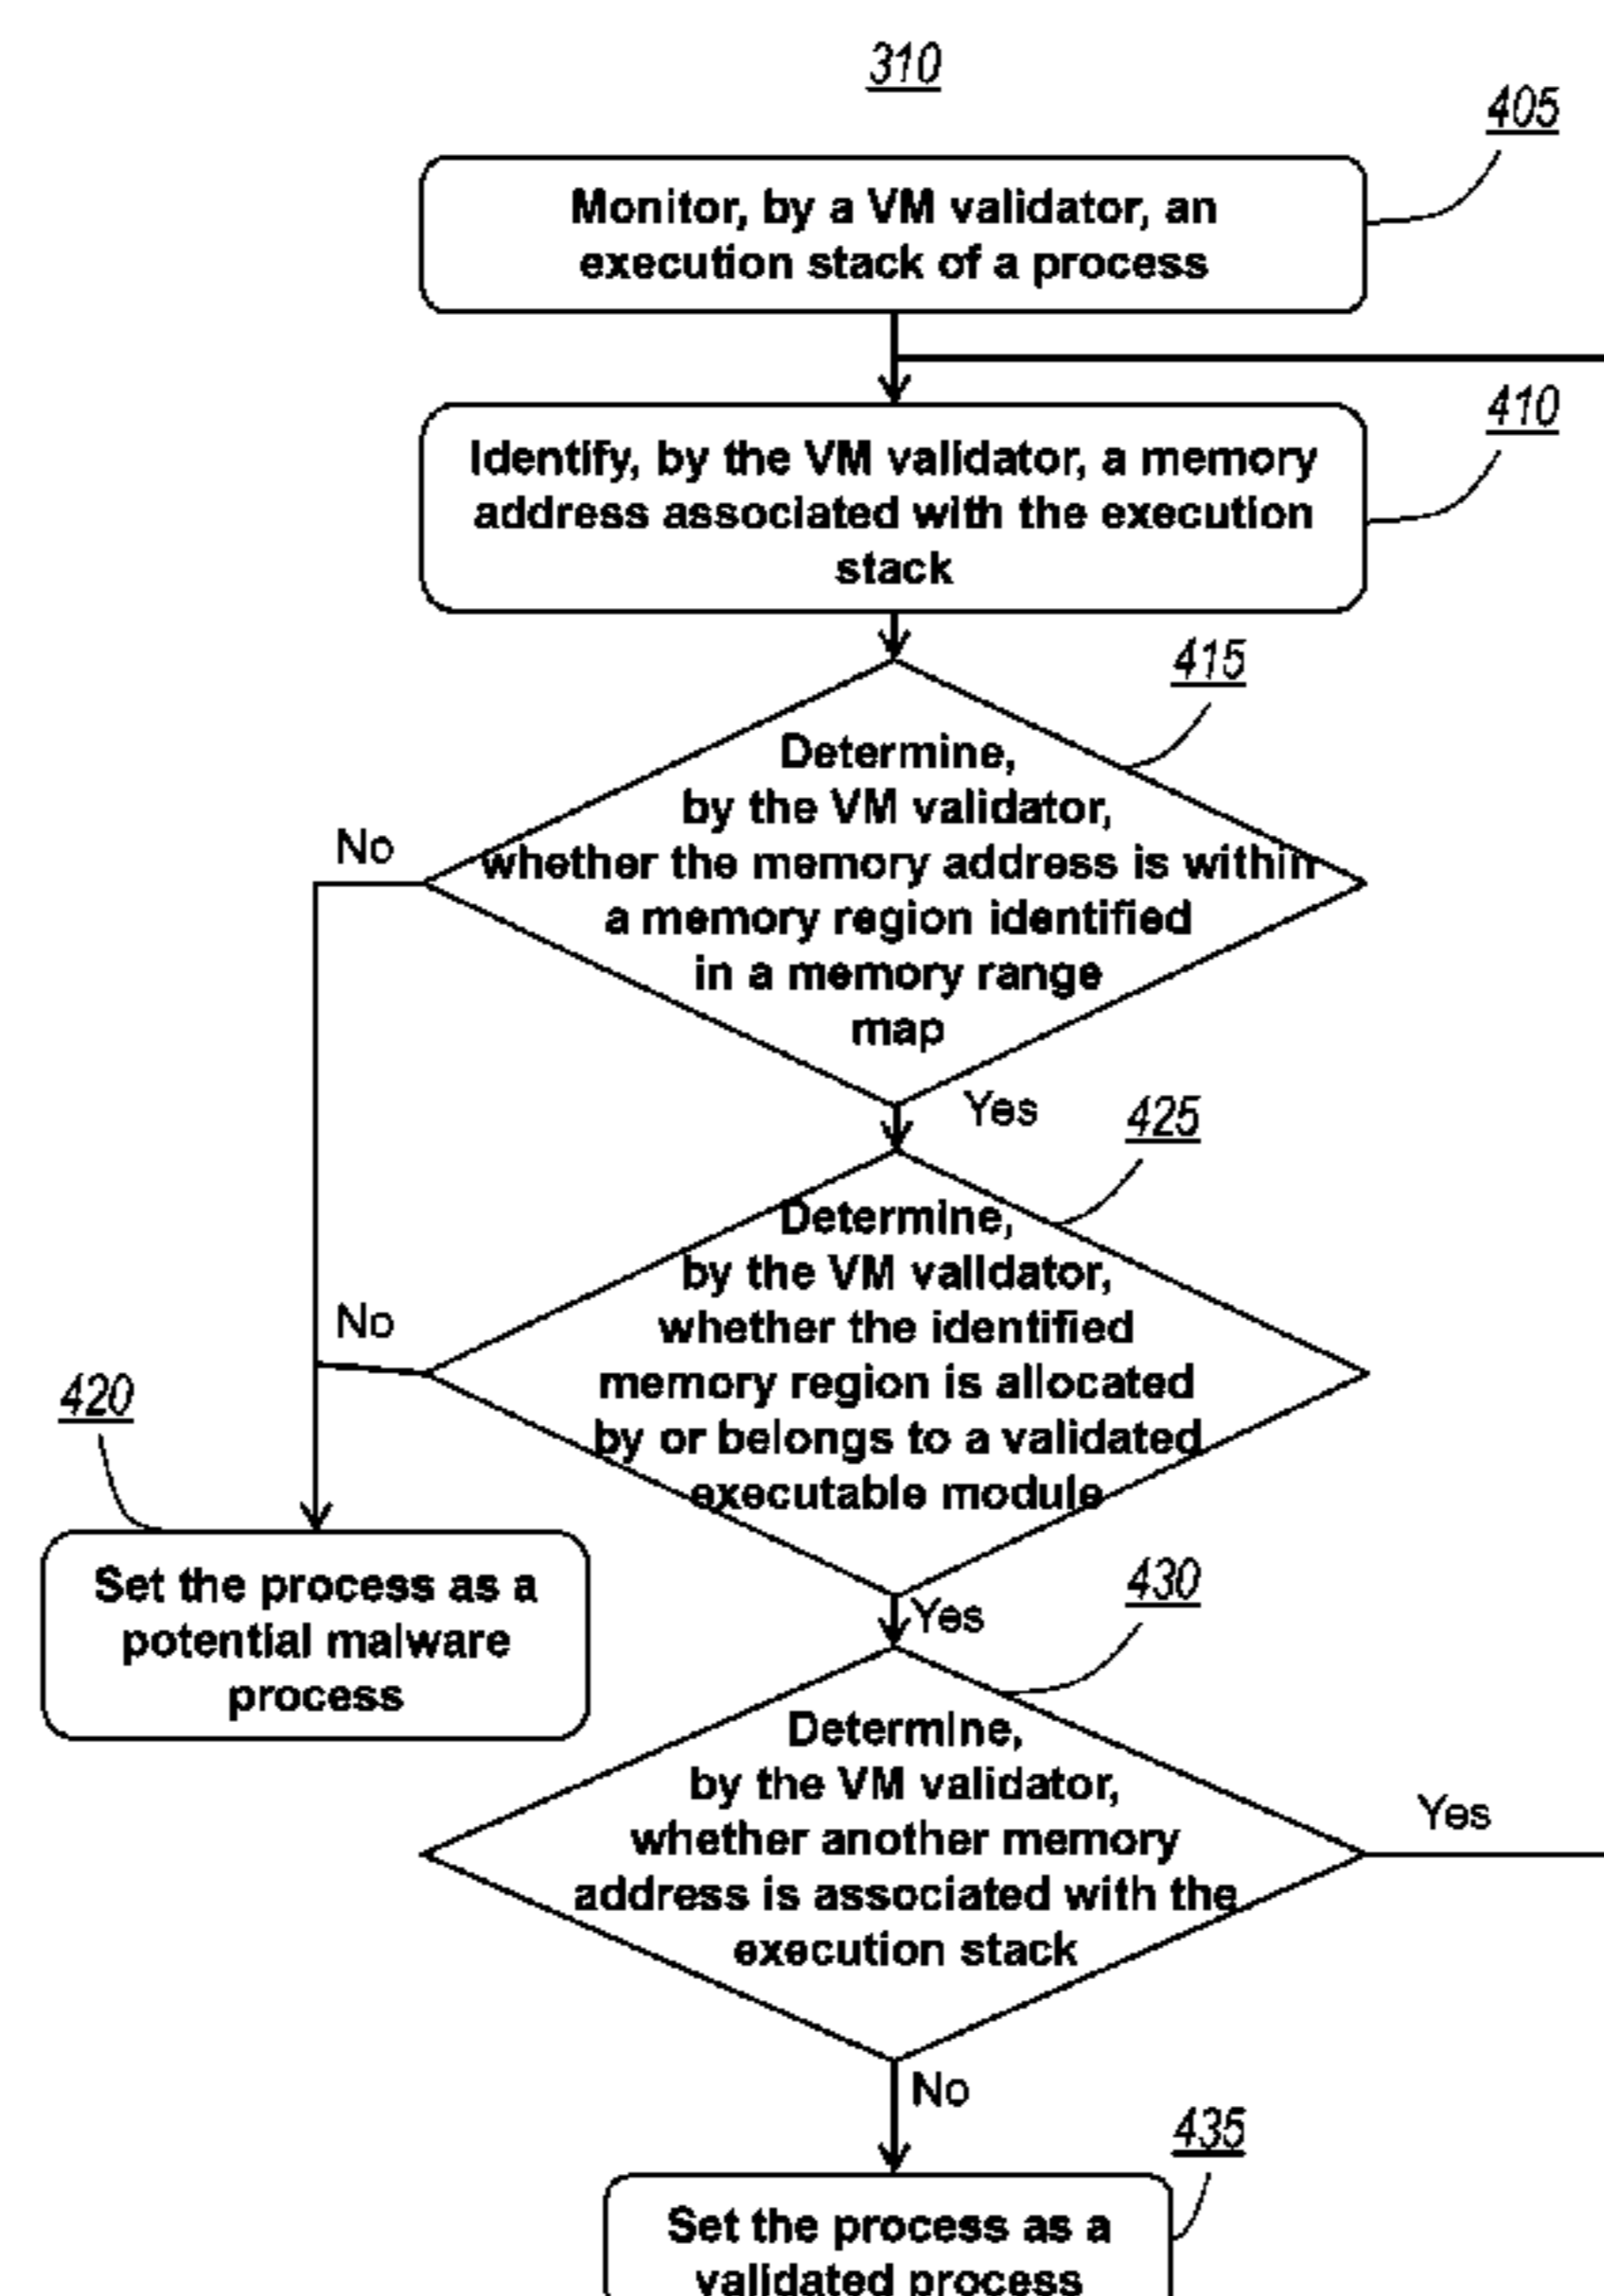 310
405
Monitor, by a VM validator, an
execution stack of a process
410
Identify, by the VM validator, a memory
address associated with the execution
stack
415
Determine,
by the VM validator,
whether the memory address is within
a memory region identified
in a memory range
map
No
Yes
425
Determine,
by the VM validator,
whether the identified
memory region is allocated
by or belongs to a validated
executable module
No
420
Set the process as a
potential malware
process
Yes
430
Determine,
by the VM validator,
whether another memory
address is associated with the
execution stack
Yes
No
435
Set the process as a
validated process